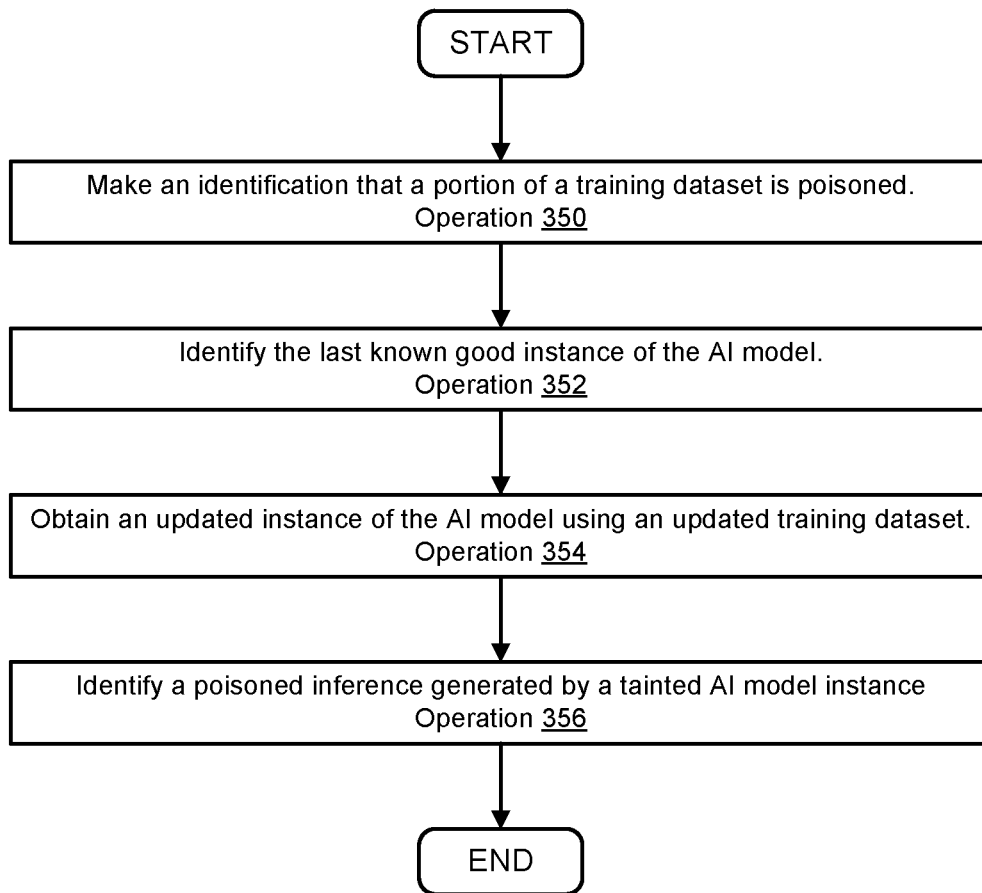 START
Make an identification that a portion of a training dataset is poisoned.
Operation 350
Identify the last known good instance of the AI model.
Operation 352
Obtain an updated instance of the AI model using an updated training dataset.
Operation 354
Identify a poisoned inference generated by a tainted AI model instance
Operation 356
END